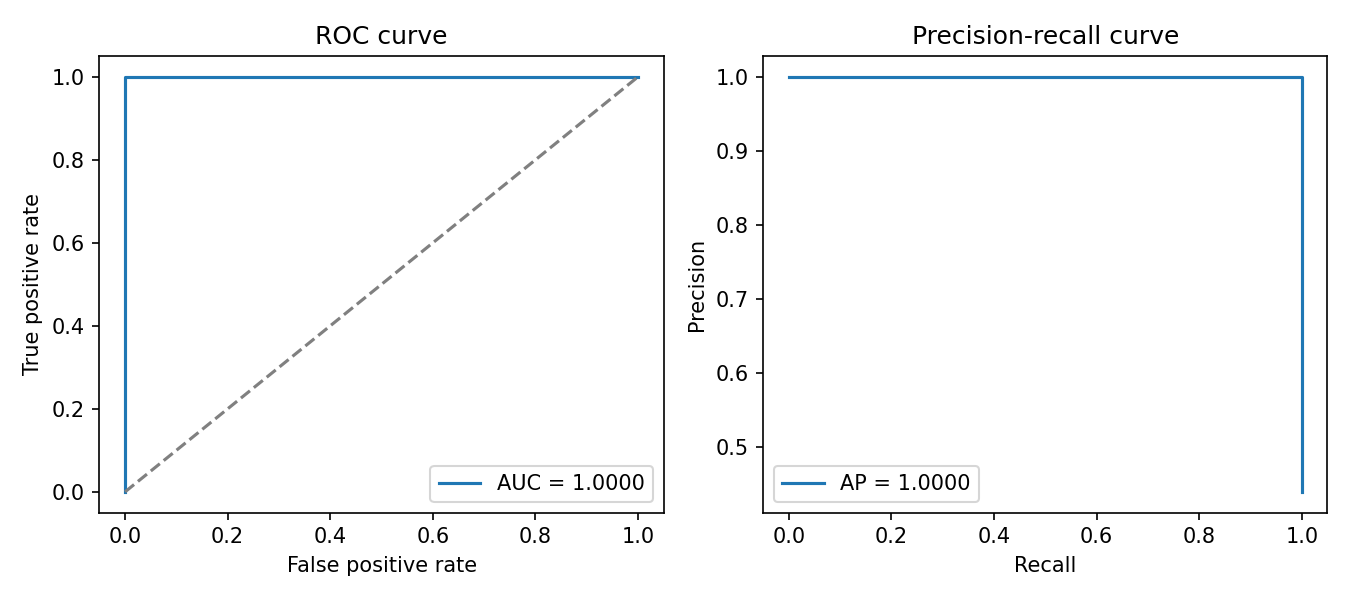 ROC curve
True positive rate
1.0
0.8
0.6
0.4
0.2
0.0
AUC = 1.0000
0.0 0.2 0.4 0.6 0.8 1.0
False positive rate
Precision-recall curve
Precision
1.0
0.9
0.8
0.7
0.6
0.5
AP = 1.0000
0.0 0.2 0.4 0.6 0.8 1.0
Recall